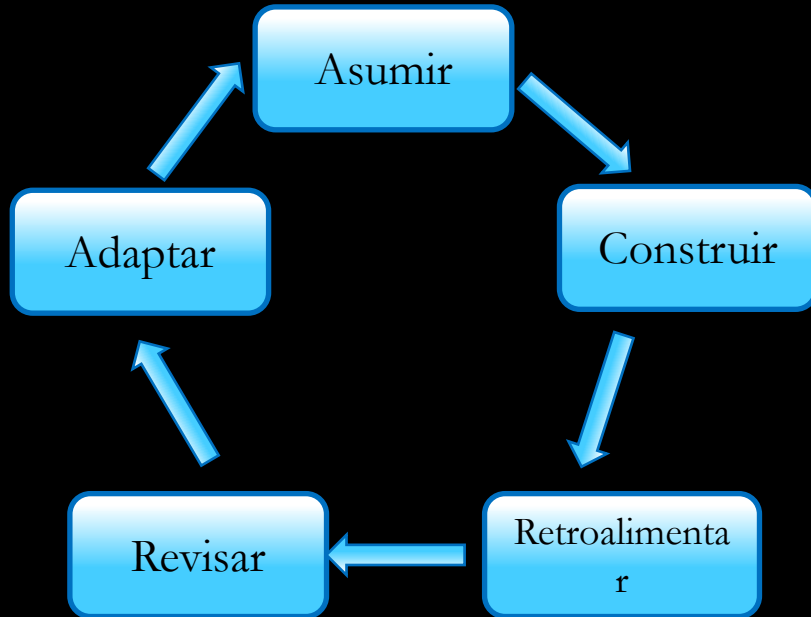 Asumir
Construir
Retroalimenta
r
Revisar
Adaptar